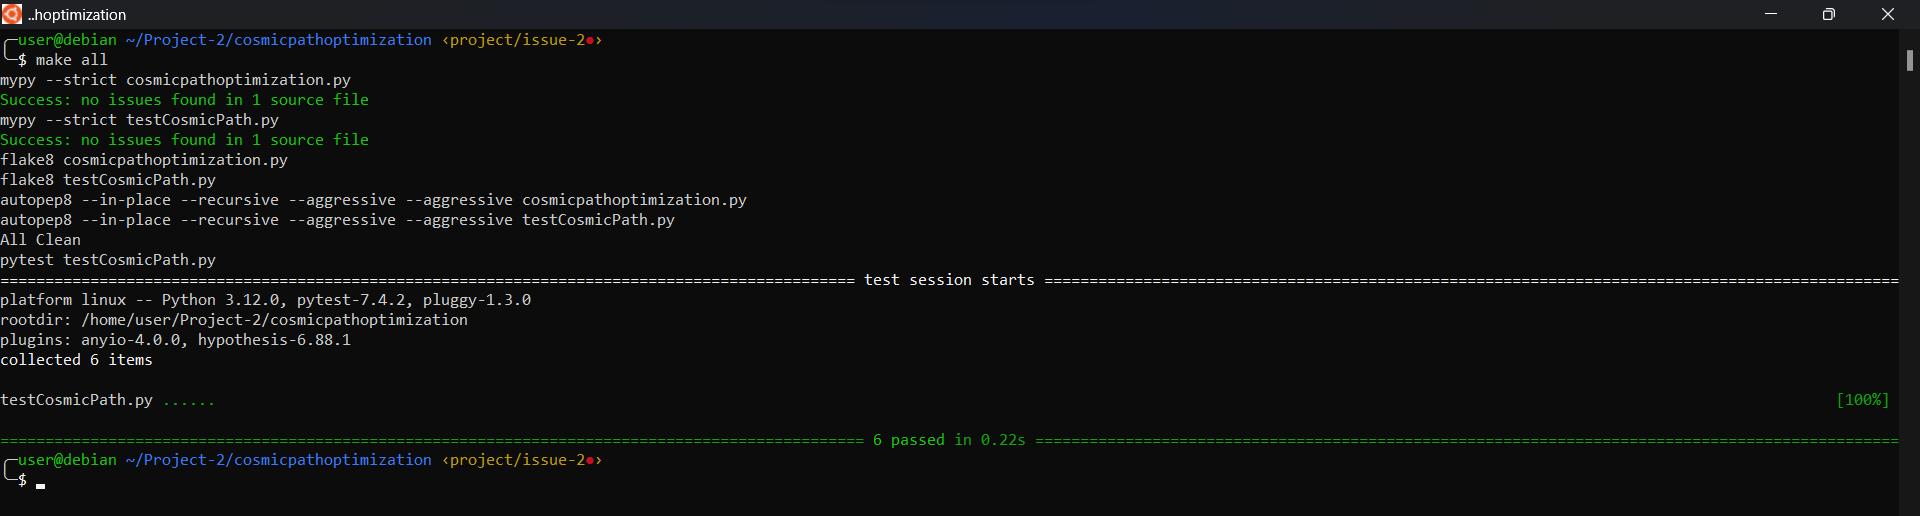 ..hoptimization
user@debian ~/Project-2/cosmicpathoptimization ‹project/issue-2●›
$ make all
mypy --strict cosmicpathoptimization.py
Success: no issues found in 1 source file
mypy --strict testCosmicPath.py
Success: no issues found in 1 source file
flake8 cosmicpathoptimization.py
flake8 testCosmicPath.py
autopep8 --in-place --recursive --aggressive --aggressive cosmicpathoptimization.py
autopep8 --in-place --recursive --aggressive --aggressive testCosmicPath.py
All Clean
pytest testCosmicPath.py
=============================================================================================== test session starts ===============================================================================================
platform linux -- Python 3.12.0, pytest-7.4.2, pluggy-1.3.0
rootdir: /home/user/Project-2/cosmicpathoptimization
plugins: anyio-4.0.0, hypothesis-6.88.1
collected 6 items
testCosmicPath.py ...... [100%]
================================================================================================ 6 passed in 0.22s ================================================================================================
user@debian ~/Project-2/cosmicpathoptimization ‹project/issue-2●›
$